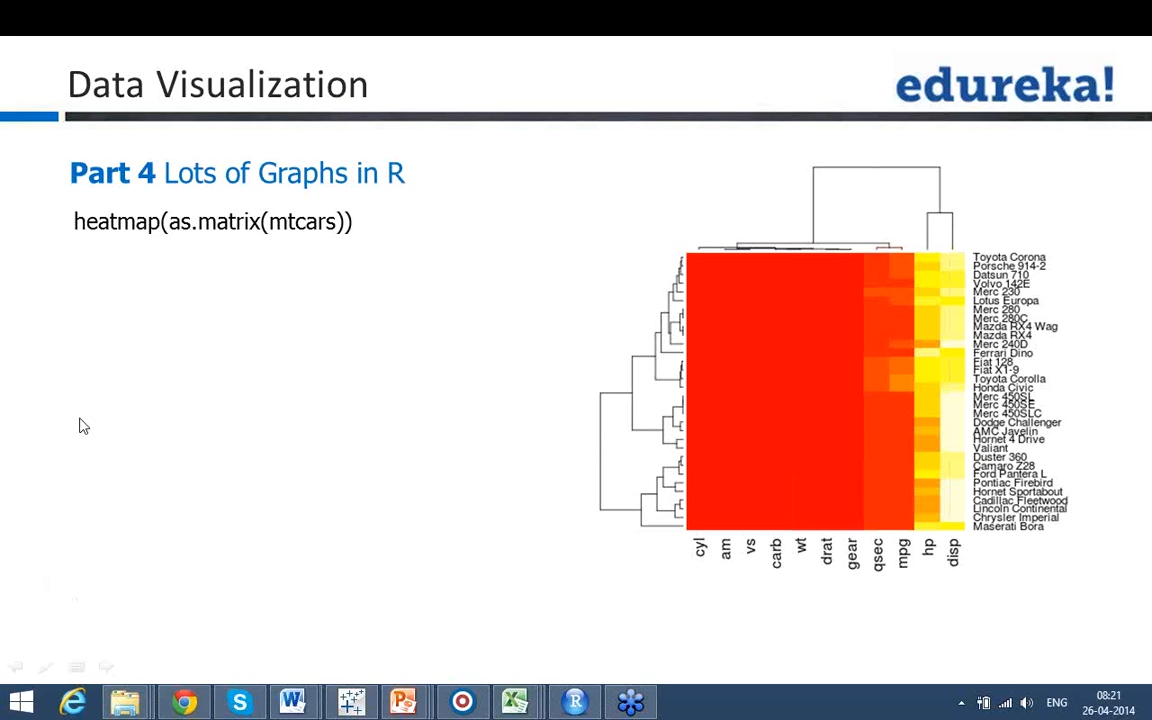 Data Visualization
edureka!
Part 4 Lots of Graphs in R
heatmap(as.matrix(mtcars))
Toyota Corona
Porsche 914-2
Datsun 710
Volvo 142E
Merc 230
Lotus Europa
Merc 280
Merc 280C
Mazda RX4 Wag
Mazda RX4
Merc 240D
Ferrari Dino
Fiat 128
Fiat X1-9
Toyota Corolla
Honda Civic
Merc 450SL
Merc 450SE
Merc 450SLC
Dodge Challenger
AMC Javelin
Hornet 4 Drive
Valiant
Duster 360
Camaro Z28
Ford Pantera L
Pontiac Firebird
Hornet Sportabout
Cadillac Fleetwood
Lincoln Continental
Chrysler Imperial
Maserati Bora
cyl
am
vs
carb
wt
drat
gear
qsec
mpg
hp
disp
ENG
08:21
26-04-2014